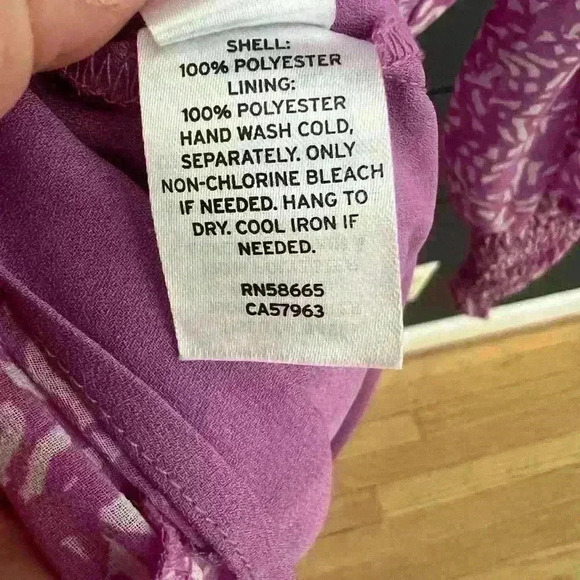 SHELL:
100% POLYESTER
LINING:
100% POLYESTER
HAND WASH COLD,
SEPARATELY. ONLY
NON-CHLORINE BLEACH
IF NEEDED. HANG TO
DRY. COOL IRON IF
NEEDED.
RN58665
CA57963